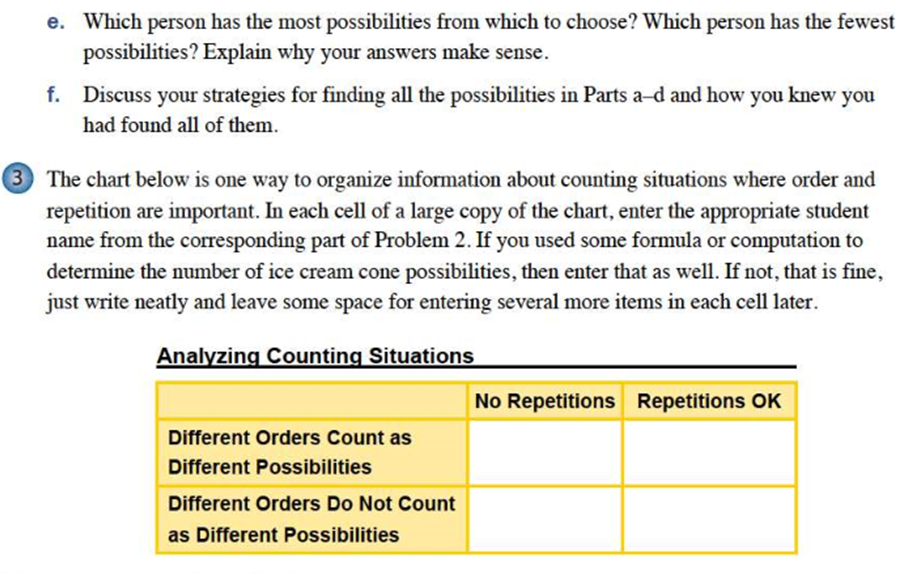 e. Which person has the most possibilities from which to choose? Which person has the fewest
possibilities? Explain why your answers make sense.
f. Discuss your strategies for finding all the possibilities in Parts a–d and how you knew you
had found all of them.
3 The chart below is one way to organize information about counting situations where order and
repetition are important. In each cell of a large copy of the chart, enter the appropriate student
name from the corresponding part of Problem 2. If you used some formula or computation to
determine the number of ice cream cone possibilities, then enter that as well. If not, that is fine,
just write neatly and leave some space for entering several more items in each cell later.
Analyzing Counting Situations
No Repetitions Repetitions OK
Different Orders Count as
Different Possibilities
Different Orders Do Not Count
as Different Possibilities